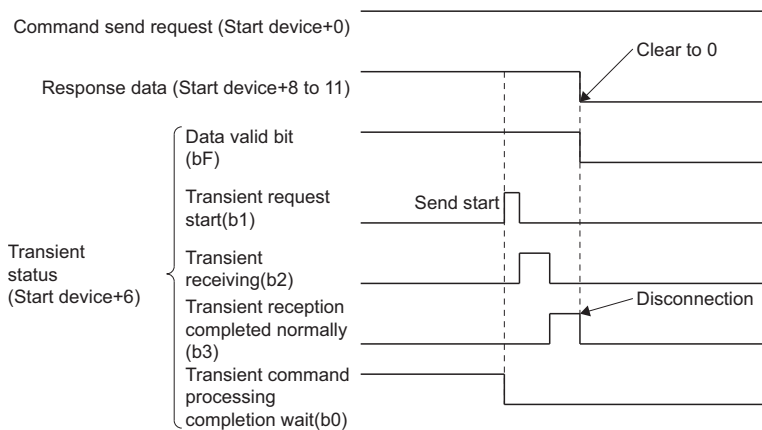 Command send request (Start device+0)
Clear to 0
Response data (Start device+8 to 11)
Data valid bit
(bF)
Transient request
start(b1)
Send start
Transient
status
(Start device+6)
Transient
receiving(b2)
Transient reception
completed normally
(b3)
Disconnection
Transient command
processing
completion wait(b0)